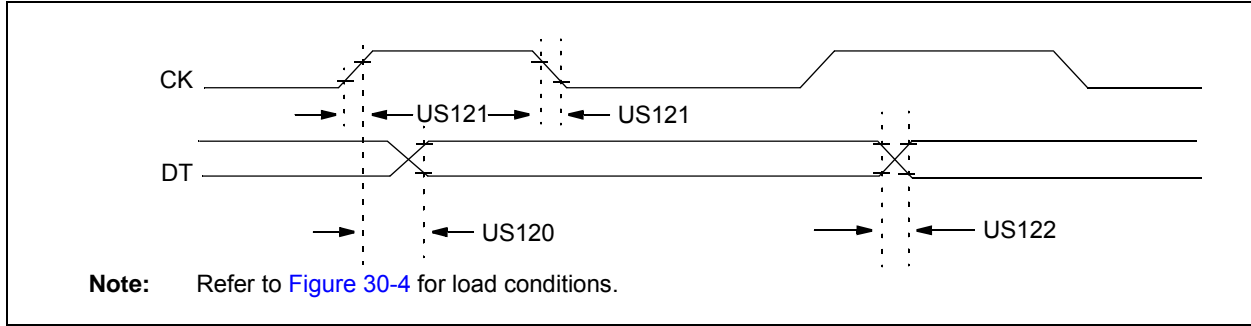 CK
US121 US121
DT
US120 US122
Note: Refer to Figure 30-4 for load conditions.